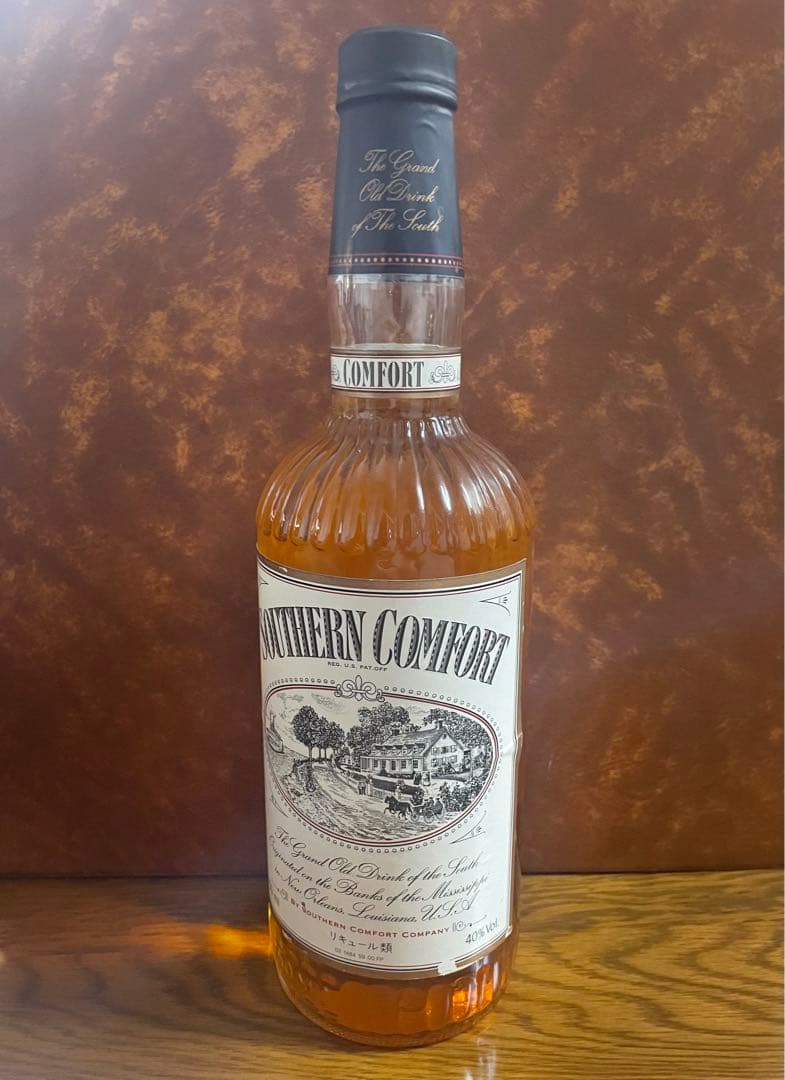 The Grand
Old Drink
of The South
COMFORT
SOUTHERN COMFORT
REG. U.S. PAT. OFF
The Grand Old Drink of the South
Originated on the Banks of the Mississippi
in New Orleans, Louisiana, U.S.A.
BY SOUTHERN COMFORT COMPANY
リキュール類
40% Vol.